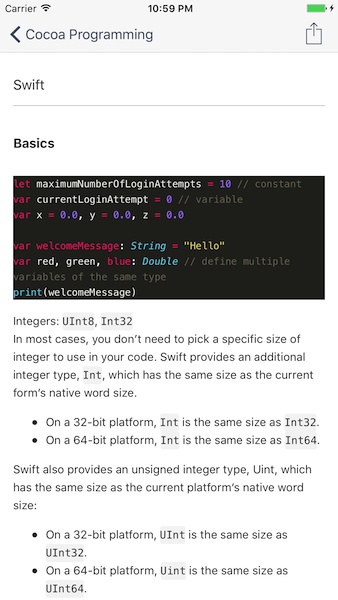 Carrier 10:59 PM
Cocoa Programming
Swift
Basics
let maximumNumberOfLoginAttempts = 10 // constant
var currentLoginAttempt = 0 // variable
var x = 0.0, y = 0.0, z = 0.0
var welcomeMessage: String = "Hello"
var red, green, blue: Double // define multiple
variables of the same type
print(welcomeMessage)
Integers: UInt8, Int32
In most cases, you don’t need to pick a specific size of
integer to use in your code. Swift provides an additional
integer type, Int, which has the same size as the current
form’s native word size.
• On a 32-bit platform, Int is the same size as Int32.
• On a 64-bit platform, Int is the same size as Int64.
Swift also provides an unsigned integer type, Uint, which
has the same size as the current platform’s native word
size:
• On a 32-bit platform, UInt is the same size as
UInt32.
• On a 64-bit platform, Uint is the same size as
UInt64.